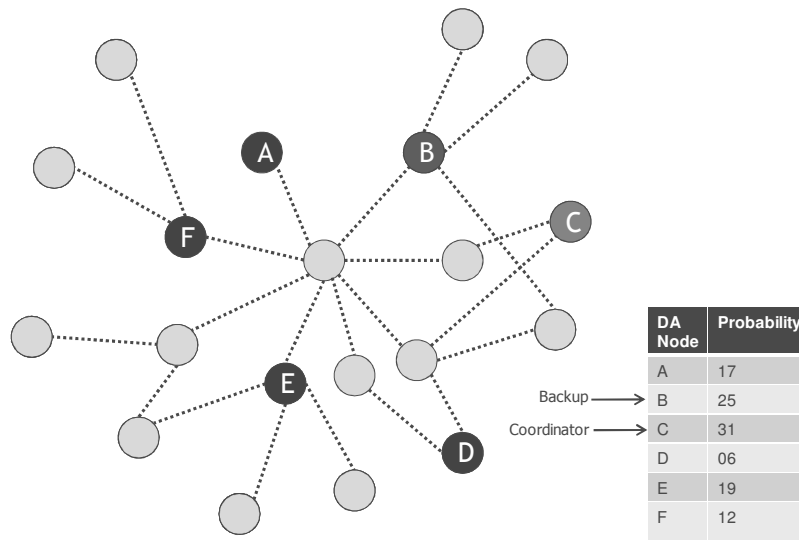 A
B
C
F
E
D
DA Node Probability
A 17
Backup B 25
Coordinator C 31
D 06
E 19
F 12